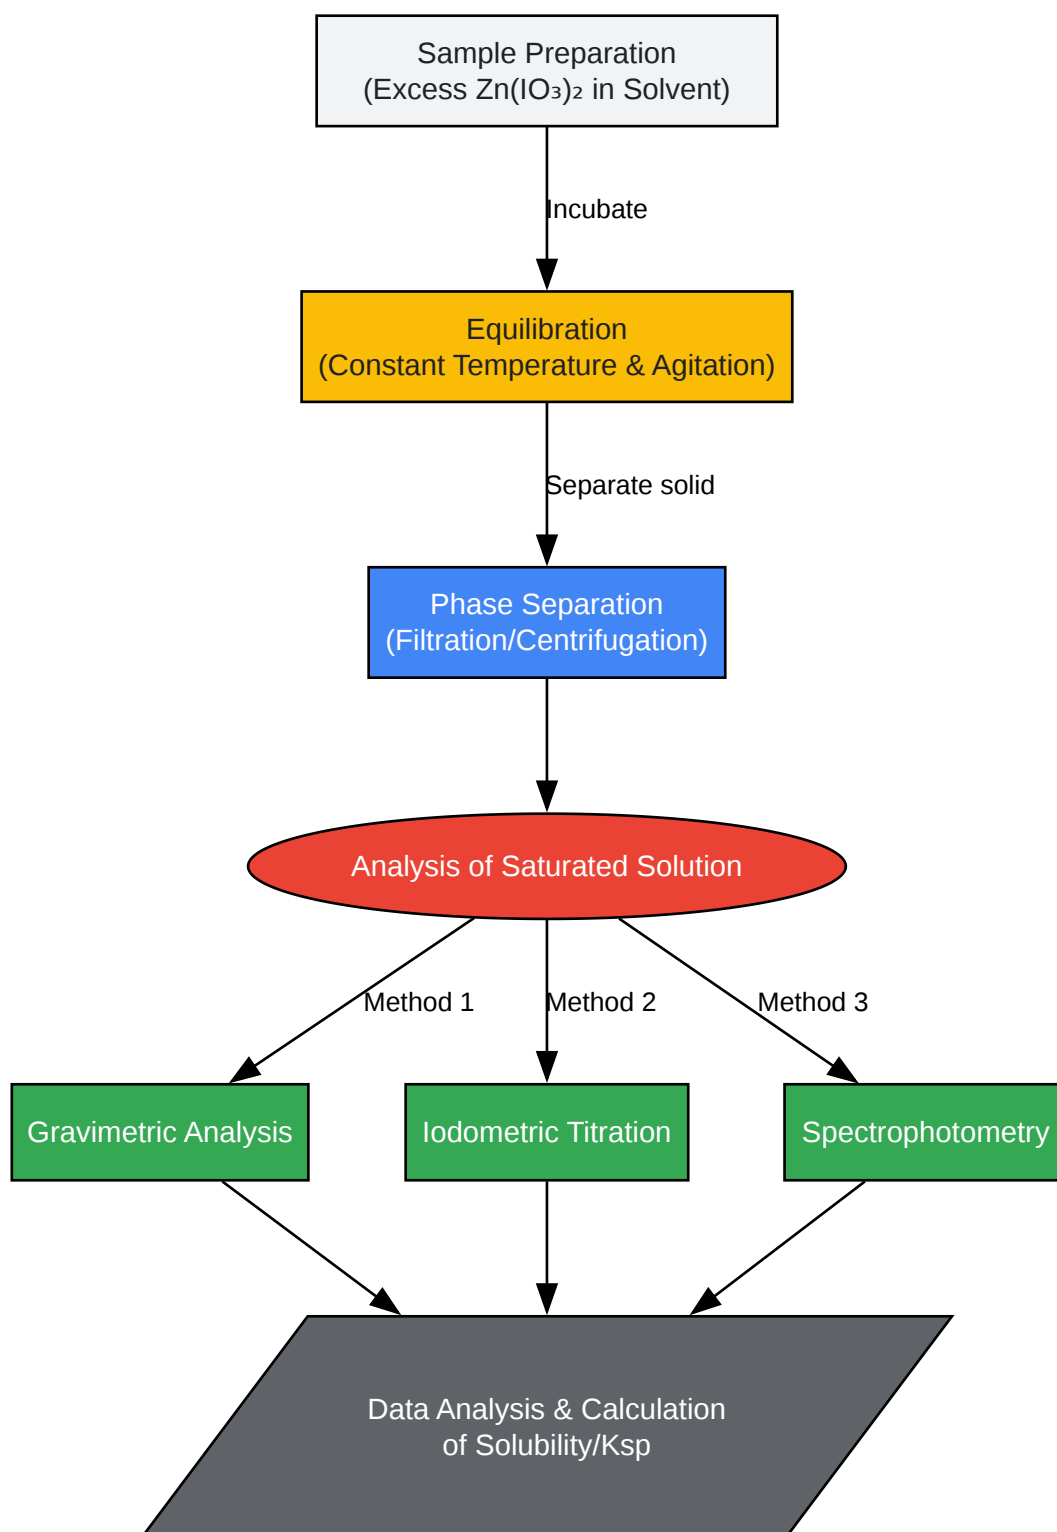 Sample Preparation
(Excess Zn(IO₃)₂ in Solvent)
Incubate
Equilibration
(Constant Temperature & Agitation)
Separate solid
Phase Separation
(Filtration/Centrifugation)
Analysis of Saturated Solution
Method 1
Method 2
Method 3
Gravimetric Analysis
Iodometric Titration
Spectrophotometry
Data Analysis & Calculation
of Solubility/Ksp